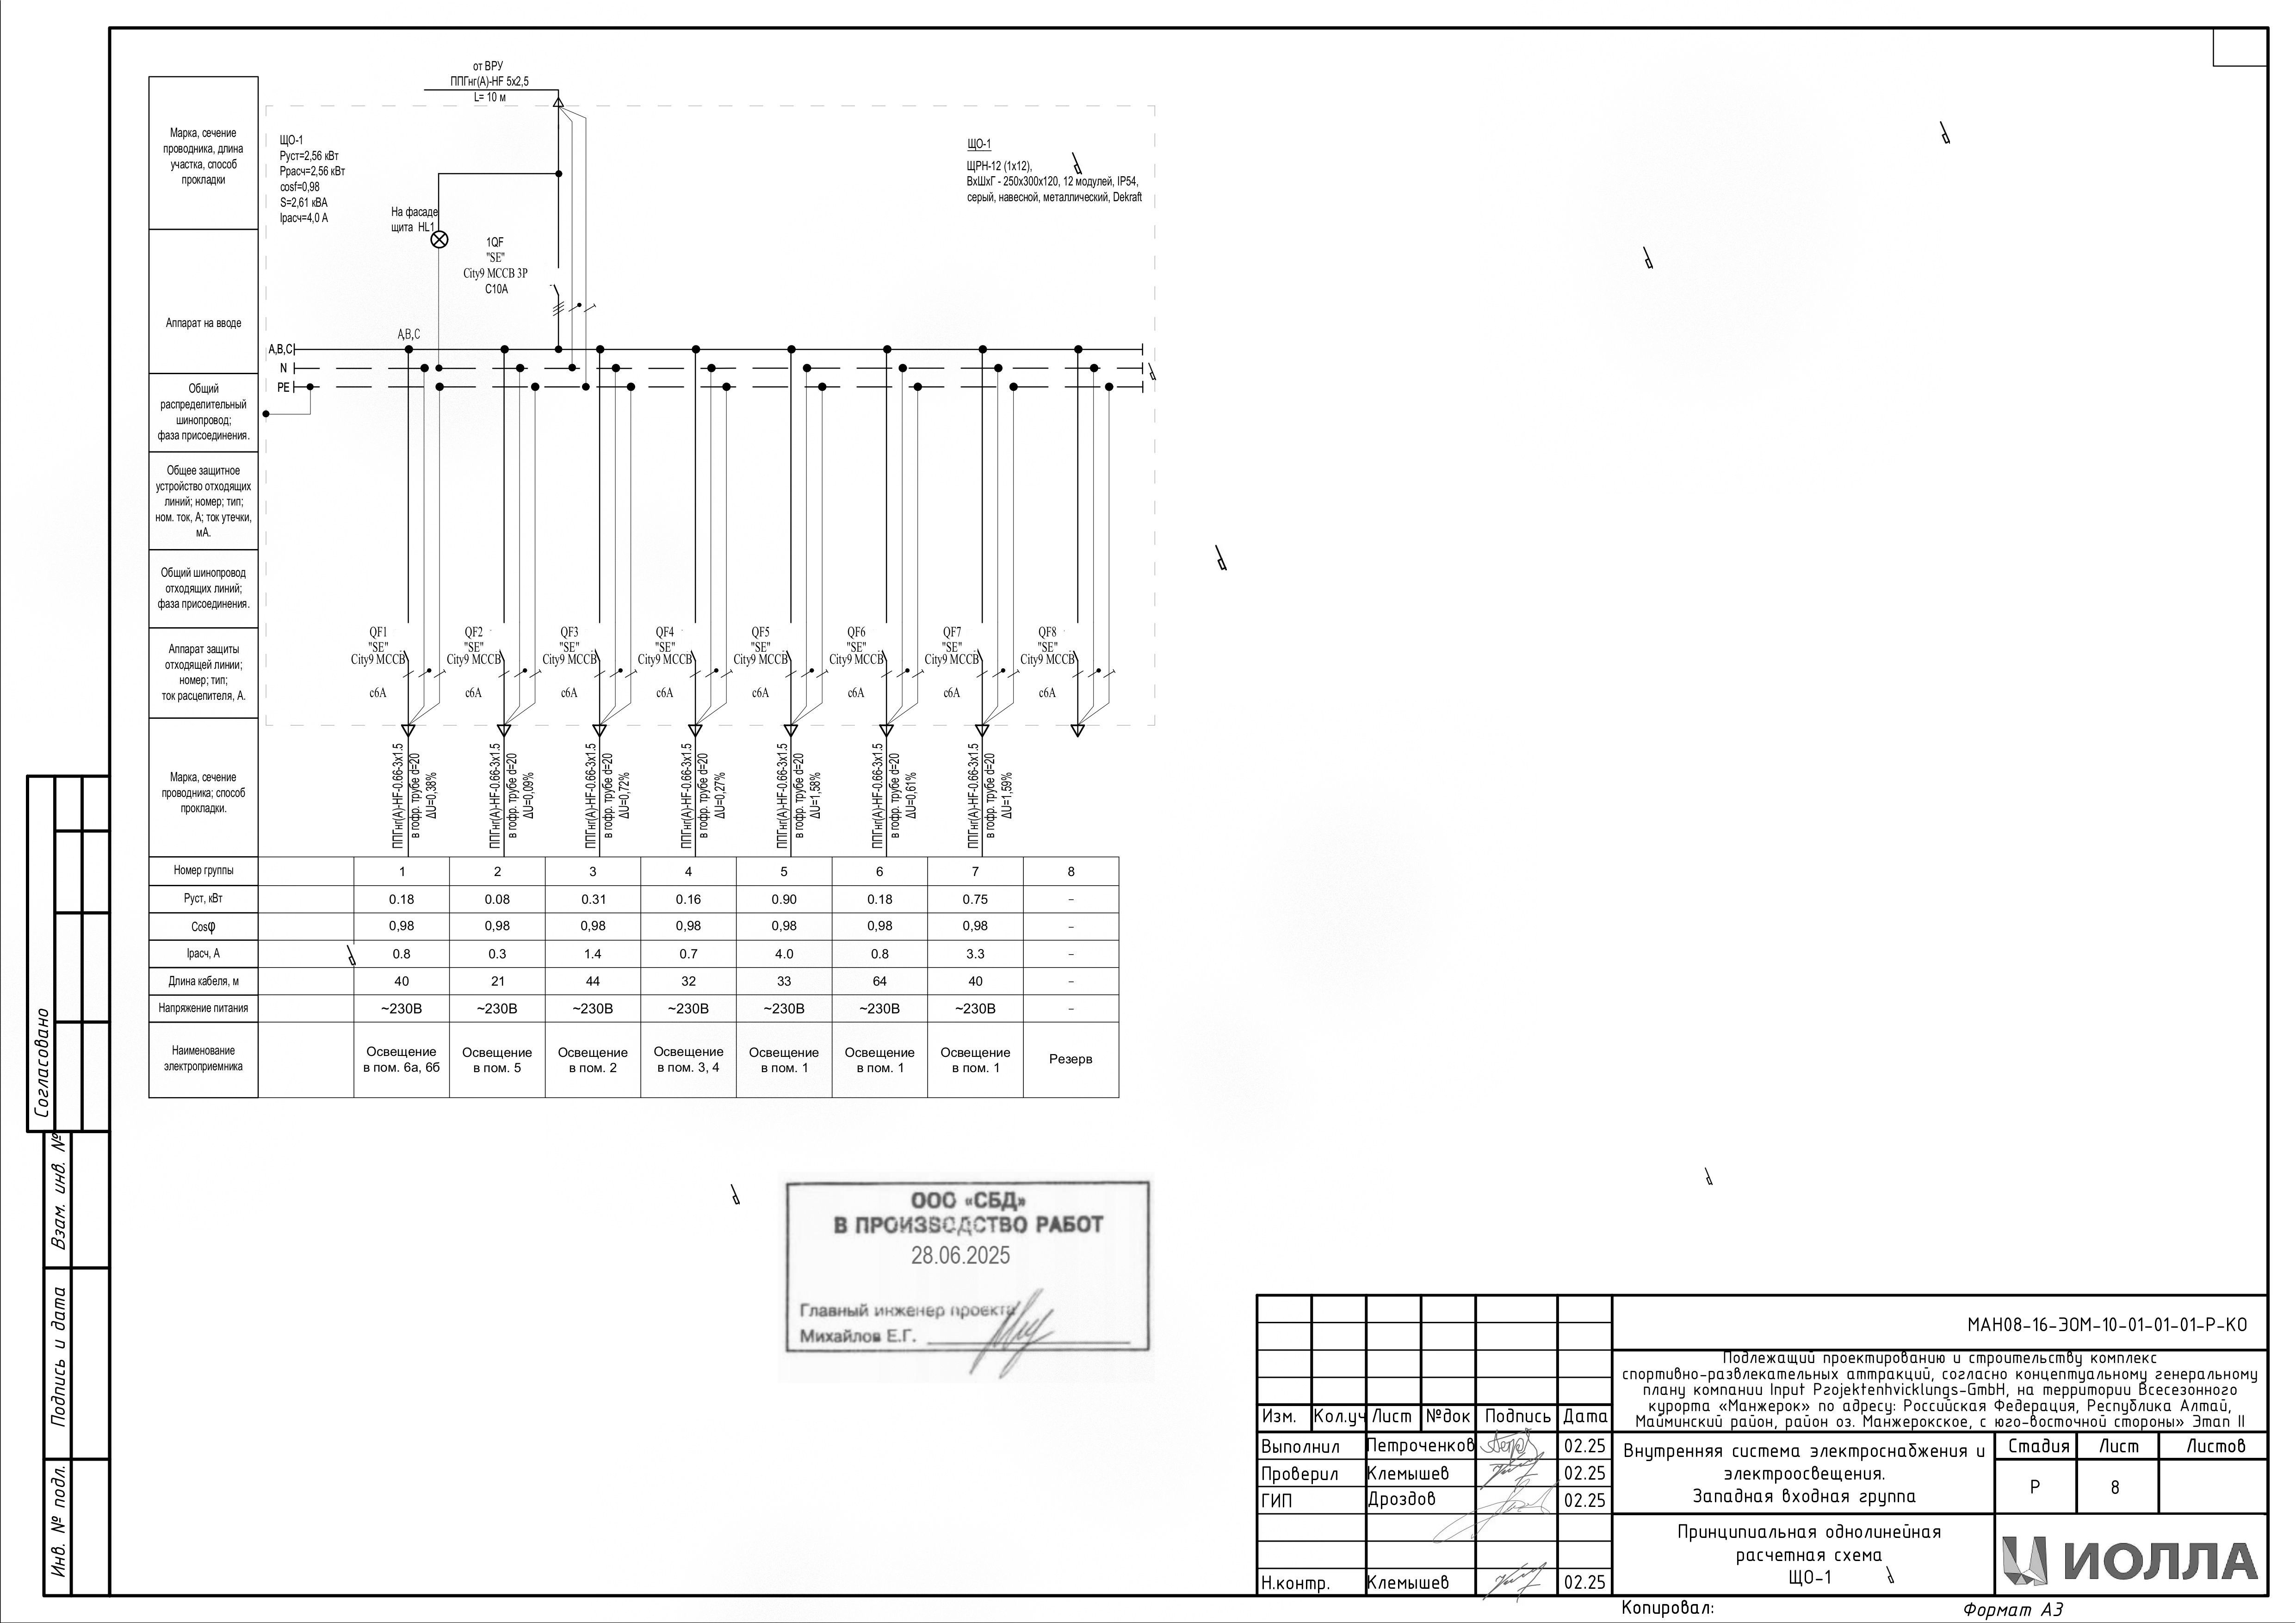 от ВРУ
ППГнг(А)-HF 5х2,5
L= 10 м
Марка, сечение
проводника, длина
участка, способ
прокладки
ЩО-1
Руст=2,56 кВт
Ррасч=2,56 кВт
cosf=0,98
S=2,61 кВА
Iрасч=4,0 А
ЩО-1
ЩРН-12 (1х12),
ВхШхГ - 250х300х120, 12 модулей, IP54,
серый, навесной, металлический, Dekraft
На фасаде
щита HL1
1QF
"SE"
City9 MCCB 3P
C10A
Аппарат на вводе
A,B,C
A,B,C
N
PE
Общий
распределительный
шинопровод;
фаза присоединения.
Общее защитное
устройство отходящих
линий; номер; тип;
ном. ток, А; ток утечки,
мА.
Общий шинопровод
отходящих линий;
фаза присоединения.
Аппарат защиты
отходящей линии;
номер; тип;
ток расцепителя, А.
QF1 QF2 QF3 QF4 QF5 QF6 QF7 QF8
"SE" "SE" "SE" "SE" "SE" "SE" "SE" "SE"
City9 MCCB City9 MCCB City9 MCCB City9 MCCB City9 MCCB City9 MCCB City9 MCCB City9 MCCB
c6A c6A c6A c6A c6A c6A c6A c6A
Марка, сечение
проводника; способ
прокладки.
ППГнг(А)-HF-0.66-3х1.5
в гофр. трубе d=20
ΔU=0,38%
ППГнг(А)-HF-0.66-3х1.5
в гофр. трубе d=20
ΔU=0,09%
ППГнг(А)-HF-0.66-3х1.5
в гофр. трубе d=20
ΔU=0,72%
ППГнг(А)-HF-0.66-3х1.5
в гофр. трубе d=20
ΔU=0,27%
ППГнг(А)-HF-0.66-3х1.5
в гофр. трубе d=20
ΔU=1,58%
ППГнг(А)-HF-0.66-3х1.5
в гофр. трубе d=20
ΔU=0,61%
ППГнг(А)-HF-0.66-3х1.5
в гофр. трубе d=20
ΔU=1,59%
Номер группы 1 2 3 4 5 6 7 8
Руст, кВт 0.18 0.08 0.31 0.16 0.90 0.18 0.75 –
Cosφ 0,98 0,98 0,98 0,98 0,98 0,98 0,98 –
Iрасч, А 0.8 0.3 1.4 0.7 4.0 0.8 3.3 –
Длина кабеля, м 40 21 44 32 33 64 40 –
Напряжение питания ~230В ~230В ~230В ~230В ~230В ~230В ~230В –
Наименование
электроприемника
Освещение
в пом. 6а, 6б
Освещение
в пом. 5
Освещение
в пом. 2
Освещение
в пом. 3, 4
Освещение
в пом. 1
Освещение
в пом. 1
Освещение
в пом. 1
Резерв
Согласовано
Взам. инв. №
Подпись и дата
Инв. № подл.
ООО «СБД»
В ПРОИЗВОДСТВО РАБОТ
28.06.2025
Главный инженер проекта
Михайлов Е.Г.
МАН08-16-ЭОМ-10-01-01-01-Р-КО
Подлежащий проектированию и строительству комплекс
спортивно-развлекательных аттракций, согласно концептуальному генеральному
плану компании Input Projektenhvicklungs-GmbH, на территории Всесезонного
курорта «Манжерок» по адресу: Российская Федерация, Республика Алтай,
Майминский район, район оз. Манжерокское, с юго-восточной стороны» Этап II
Изм. Кол.уч Лист №док Подпись Дата
Выполнил Петроченков 02.25
Проверил Клемышев 02.25
ГИП Дроздов 02.25
Н.контр. Клемышев 02.25
Внутренняя система электроснабжения и
электроосвещения.
Западная входная группа
Стадия Лист Листов
Р 8
Принципиальная однолинейная
расчетная схема
ЩО-1
ИОЛЛА
Копировал:
Формат А3